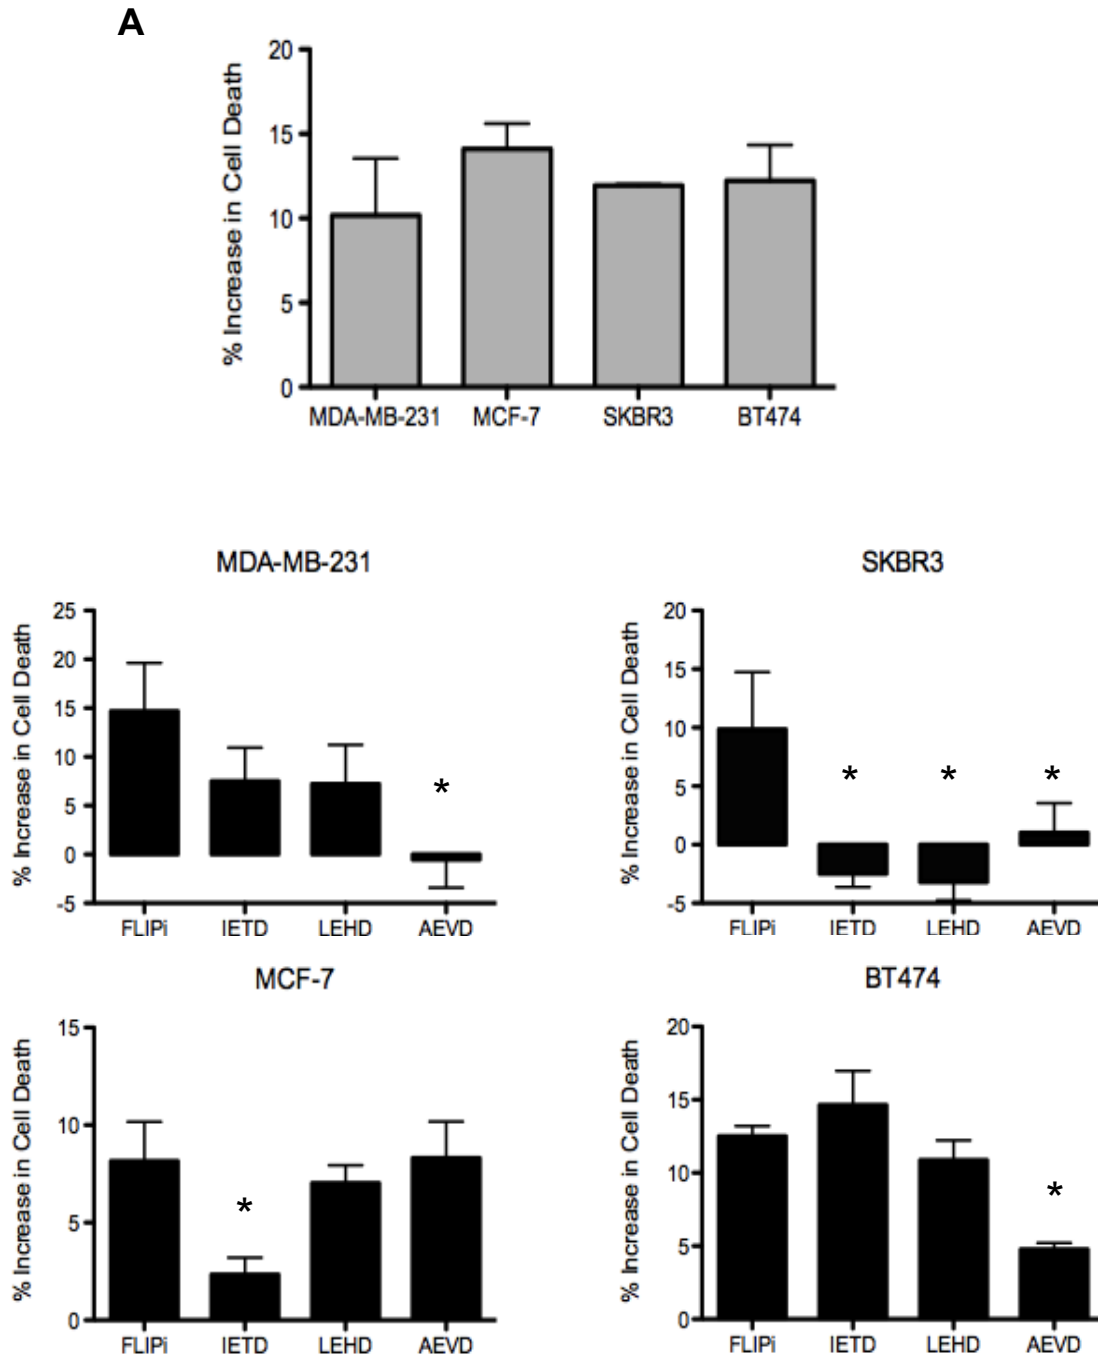 A
% Increase in Cell Death
20
15
10
5
0
MDA-MB-231 MCF-7 SKBR3 BT474
MDA-MB-231
% Increase in Cell Death
25
20
15
10
5
0
-5
*
FLIPi IETD LEHD AEVD
SKBR3
% Increase in Cell Death
20
15
10
5
0
-5
* * *
FLIPi IETD LEHD AEVD
MCF-7
% Increase in Cell Death
15
10
5
0
*
FLIPi IETD LEHD AEVD
BT474
% Increase in Cell Death
20
15
10
5
0
*
FLIPi IETD LEHD AEVD